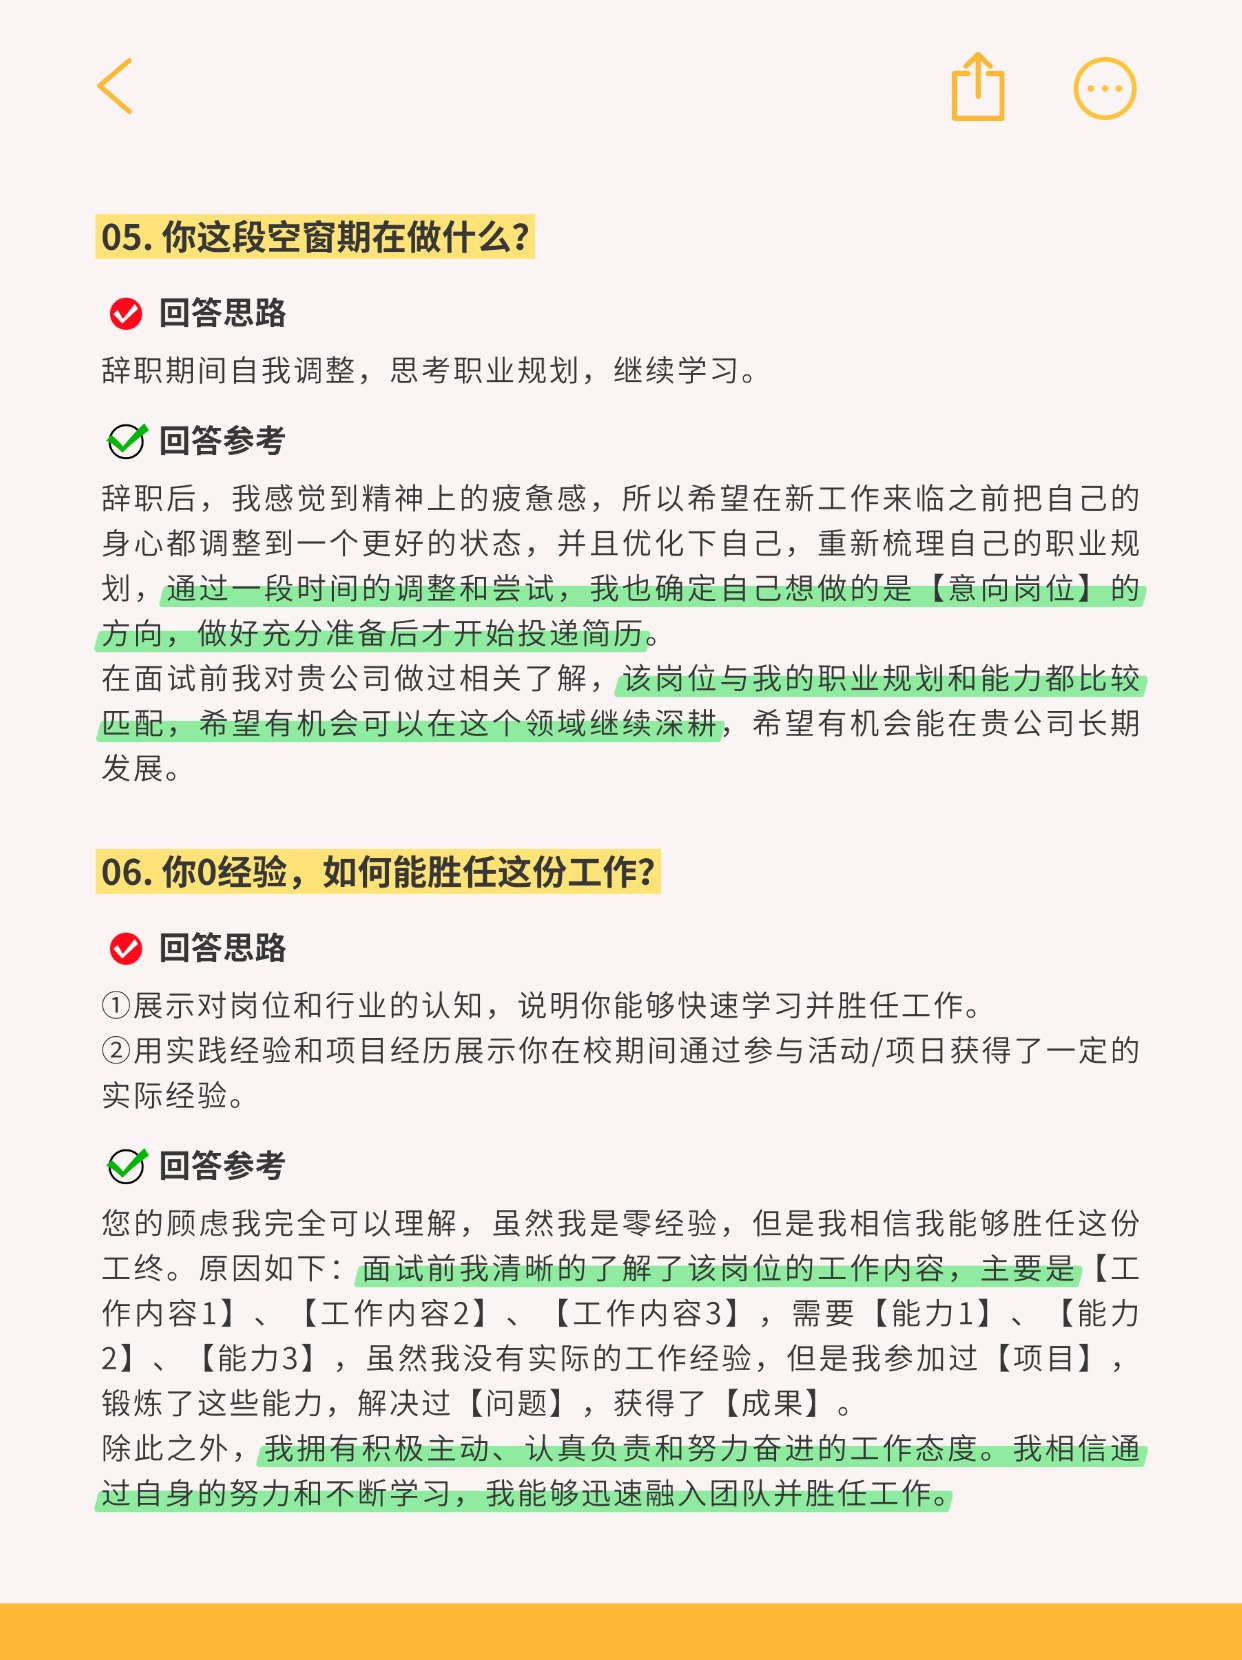 05. 你这段空窗期在做什么?
回答思路
辞职期间自我调整，思考职业规划，继续学习。
回答参考
辞职后，我感觉到精神上的疲惫感，所以希望在新工作来临之前把自己的
身心都调整到一个更好的状态，并且优化下自己，重新梳理自己的职业规
划，通过一段时间的调整和尝试，我也确定自己想做的是【意向岗位】的
方向，做好充分准备后才开始投递简历。
在面试前我对贵公司做过相关了解，该岗位与我的职业规划和能力都比较
匹配，希望有机会可以在这个领域继续深耕，希望有机会能在贵公司长期
发展。
06. 你0经验，如何能胜任这份工作?
回答思路
①展示对岗位和行业的认知，说明你能够快速学习并胜任工作。
②用实践经验和项目经历展示你在校期间通过参与活动/项日获得了一定的
实际经验。
回答参考
您的顾虑我完全可以理解，虽然我是零经验，但是我相信我能够胜任这份
工终。原因如下：面试前我清晰的了解了该岗位的工作内容，主要是【工
作内容1】、【工作内容2】、【工作内容3】，需要【能力1】、【能力
2】、【能力3】，虽然我没有实际的工作经验，但是我参加过【项目】，
锻炼了这些能力，解决过【问题】，获得了【成果】。
除此之外，我拥有积极主动、认真负责和努力奋进的工作态度。我相信通
过自身的努力和不断学习，我能够迅速融入团队并胜任工作。